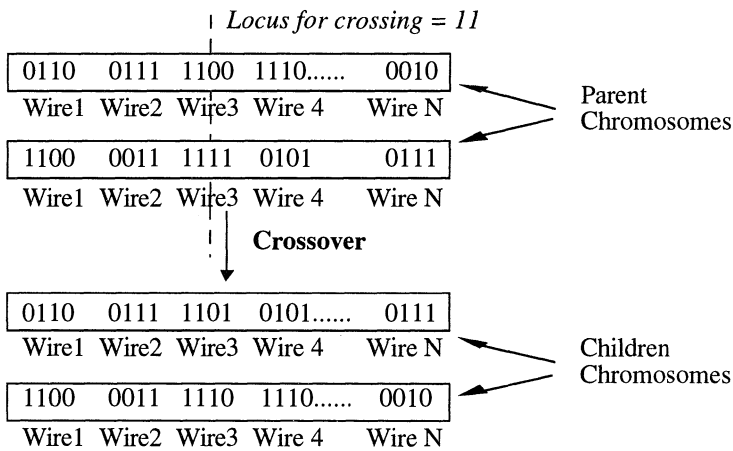 Locus for crossing = 11
0110 0111 1100 1110...... 0010
Wire1 Wire2 Wire3 Wire 4 Wire N
Parent
Chromosomes
1100 0011 1111 0101 0111
Wire1 Wire2 Wire3 Wire 4 Wire N
Crossover
0110 0111 1101 0101...... 0111
Wire1 Wire2 Wire3 Wire 4 Wire N
Children
Chromosomes
1100 0011 1110 1110...... 0010
Wire1 Wire2 Wire3 Wire 4 Wire N